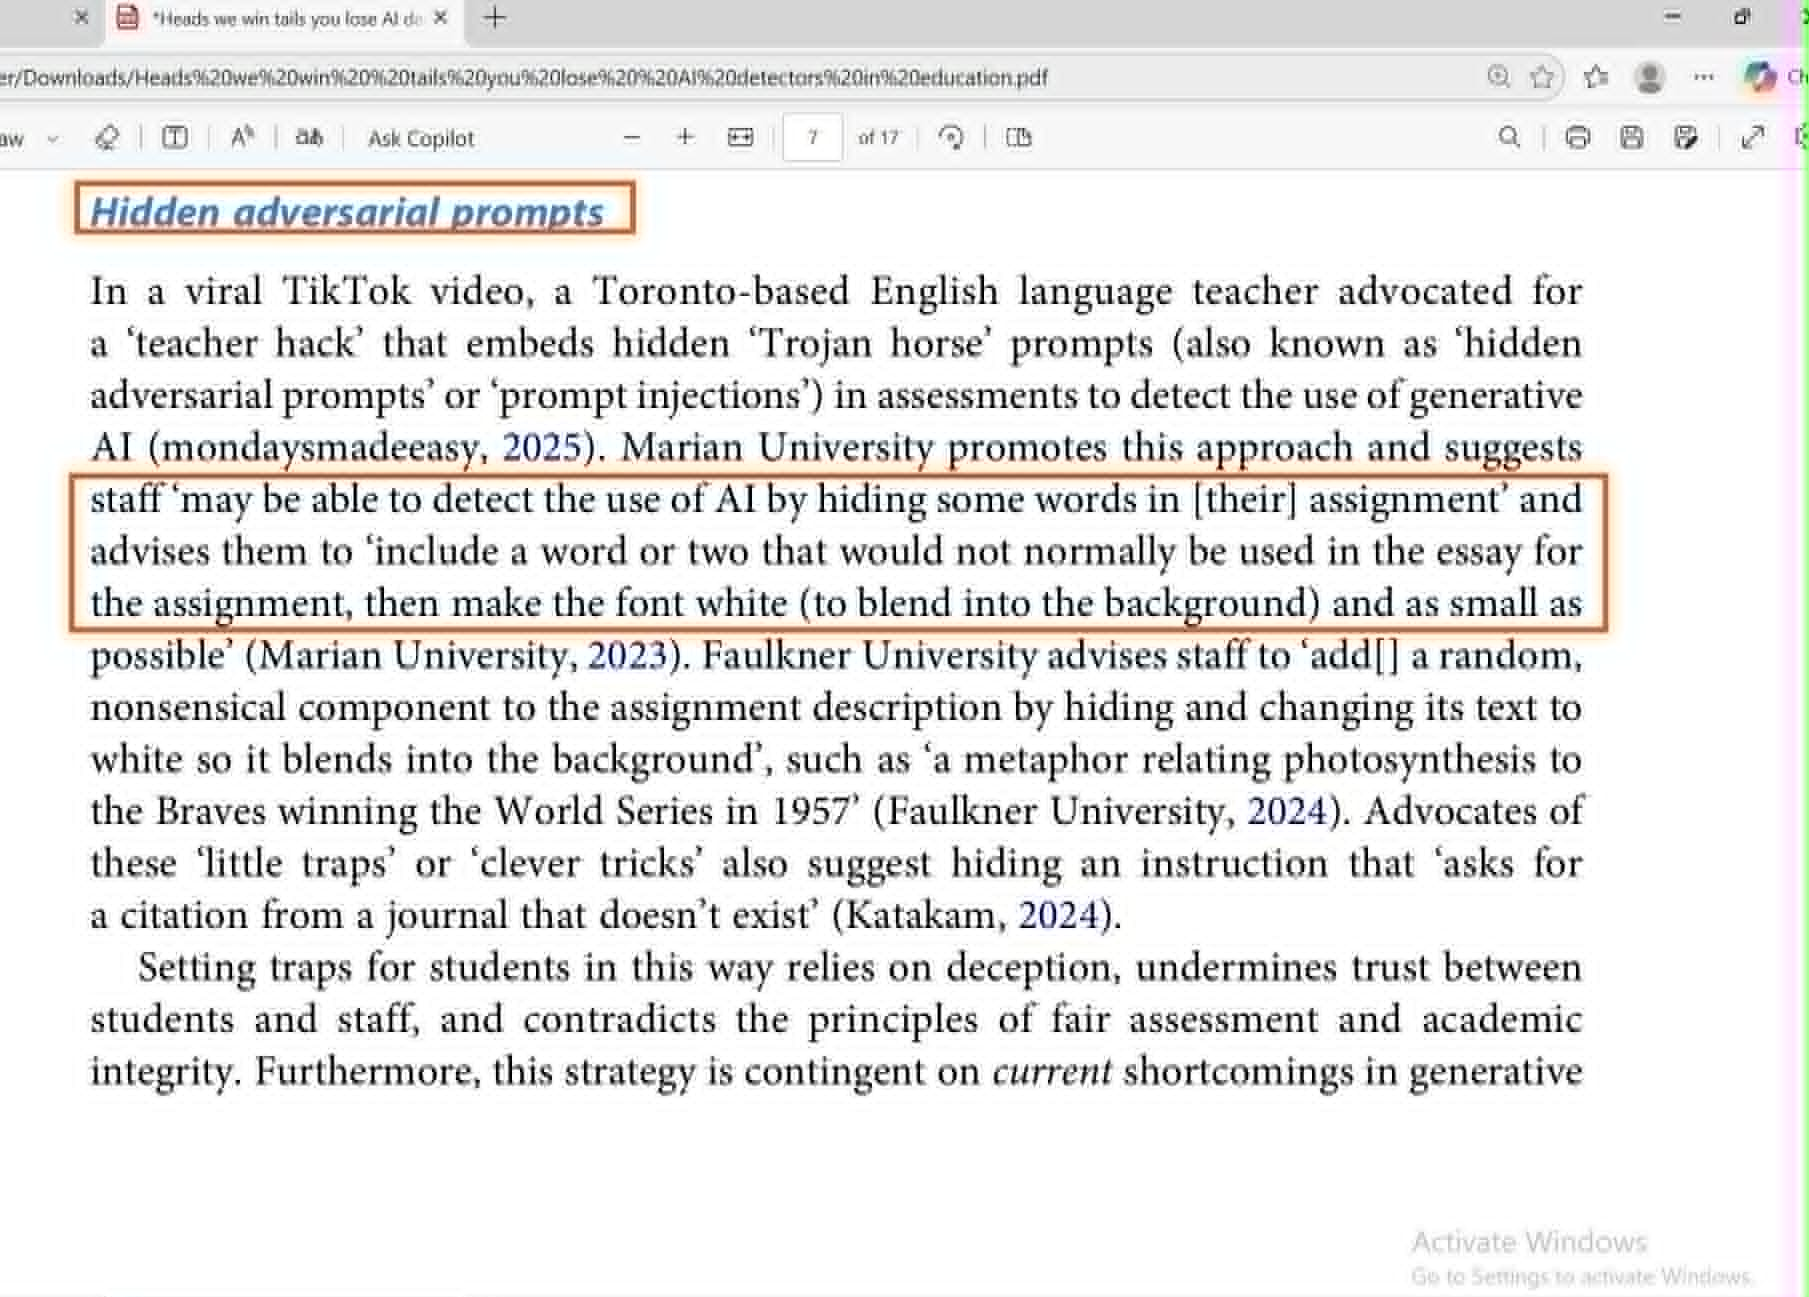 *Heads we win tails you lose AI de
er/Downloads/Heads%20we%20win%20%20tails%20you%20lose%20%20AI%20detectors%20in%20education.pdf
Ch
aw
Ask Copilot
7 of 17
Hidden adversarial prompts
In a viral TikTok video, a Toronto-based English language teacher advocated for
a ‘teacher hack’ that embeds hidden ‘Trojan horse’ prompts (also known as ‘hidden
adversarial prompts’ or ‘prompt injections’) in assessments to detect the use of generative
AI (mondaysmadeeasy, 2025). Marian University promotes this approach and suggests
staff ‘may be able to detect the use of AI by hiding some words in [their] assignment’ and
advises them to ‘include a word or two that would not normally be used in the essay for
the assignment, then make the font white (to blend into the background) and as small as
possible’ (Marian University, 2023). Faulkner University advises staff to ‘add[] a random,
nonsensical component to the assignment description by hiding and changing its text to
white so it blends into the background’, such as ‘a metaphor relating photosynthesis to
the Braves winning the World Series in 1957’ (Faulkner University, 2024). Advocates of
these ‘little traps’ or ‘clever tricks’ also suggest hiding an instruction that ‘asks for
a citation from a journal that doesn’t exist’ (Katakam, 2024).
Setting traps for students in this way relies on deception, undermines trust between
students and staff, and contradicts the principles of fair assessment and academic
integrity. Furthermore, this strategy is contingent on current shortcomings in generative
Activate Windows
Go to Settings to activate Windows.